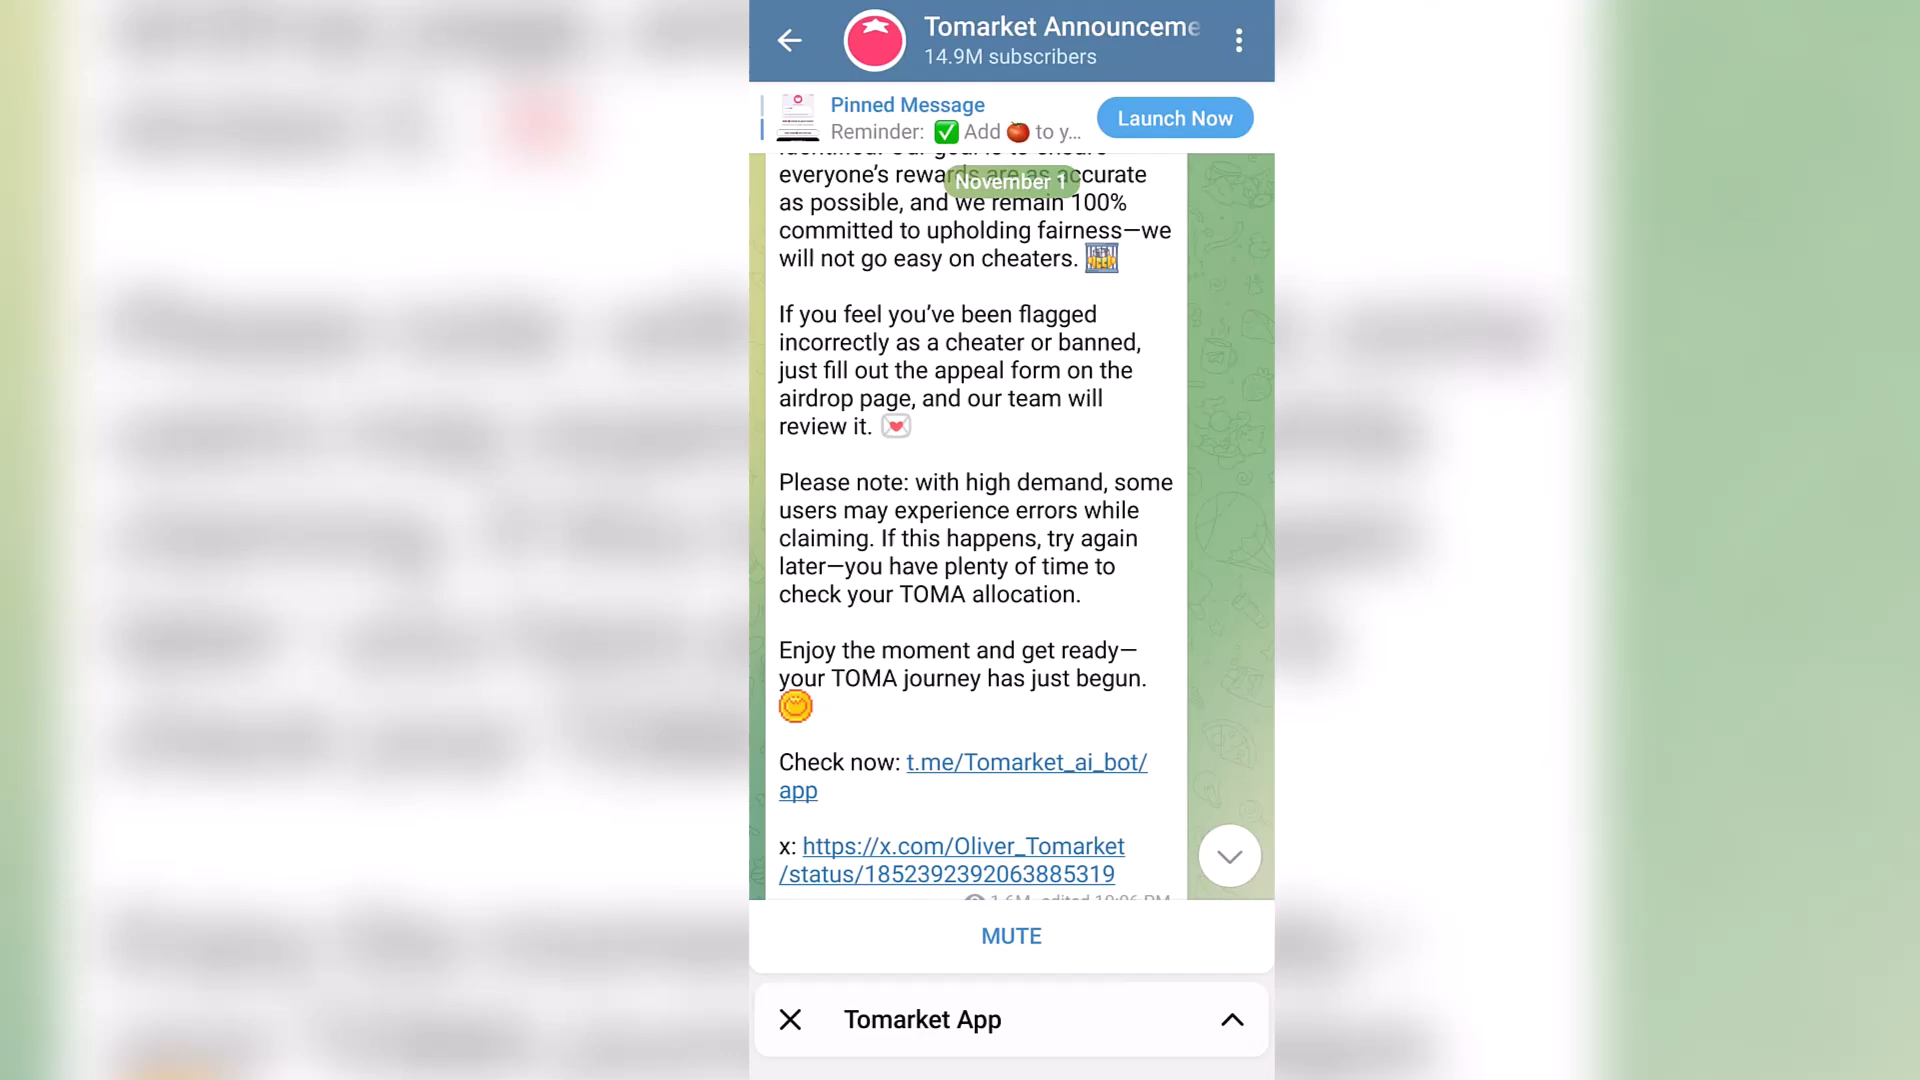 Tomarket Announceme
14.9M subscribers
Pinned Message
Reminder: ✅ Add 🍅 to y...
Launch Now
November 1
everyone's rewards are as accurate
as possible, and we remain 100%
committed to upholding fairness—we
will not go easy on cheaters.
If you feel you've been flagged
incorrectly as a cheater or banned,
just fill out the appeal form on the
airdrop page, and our team will
review it. 💌
Please note: with high demand, some
users may experience errors while
claiming. If this happens, try again
later—you have plenty of time to
check your TOMA allocation.
Enjoy the moment and get ready—
your TOMA journey has just begun.
Check now: t.me/Tomarket_ai_bot/
app
x: https://x.com/Oliver_Tomarket
/status/1852392392063885319
MUTE
Tomarket App